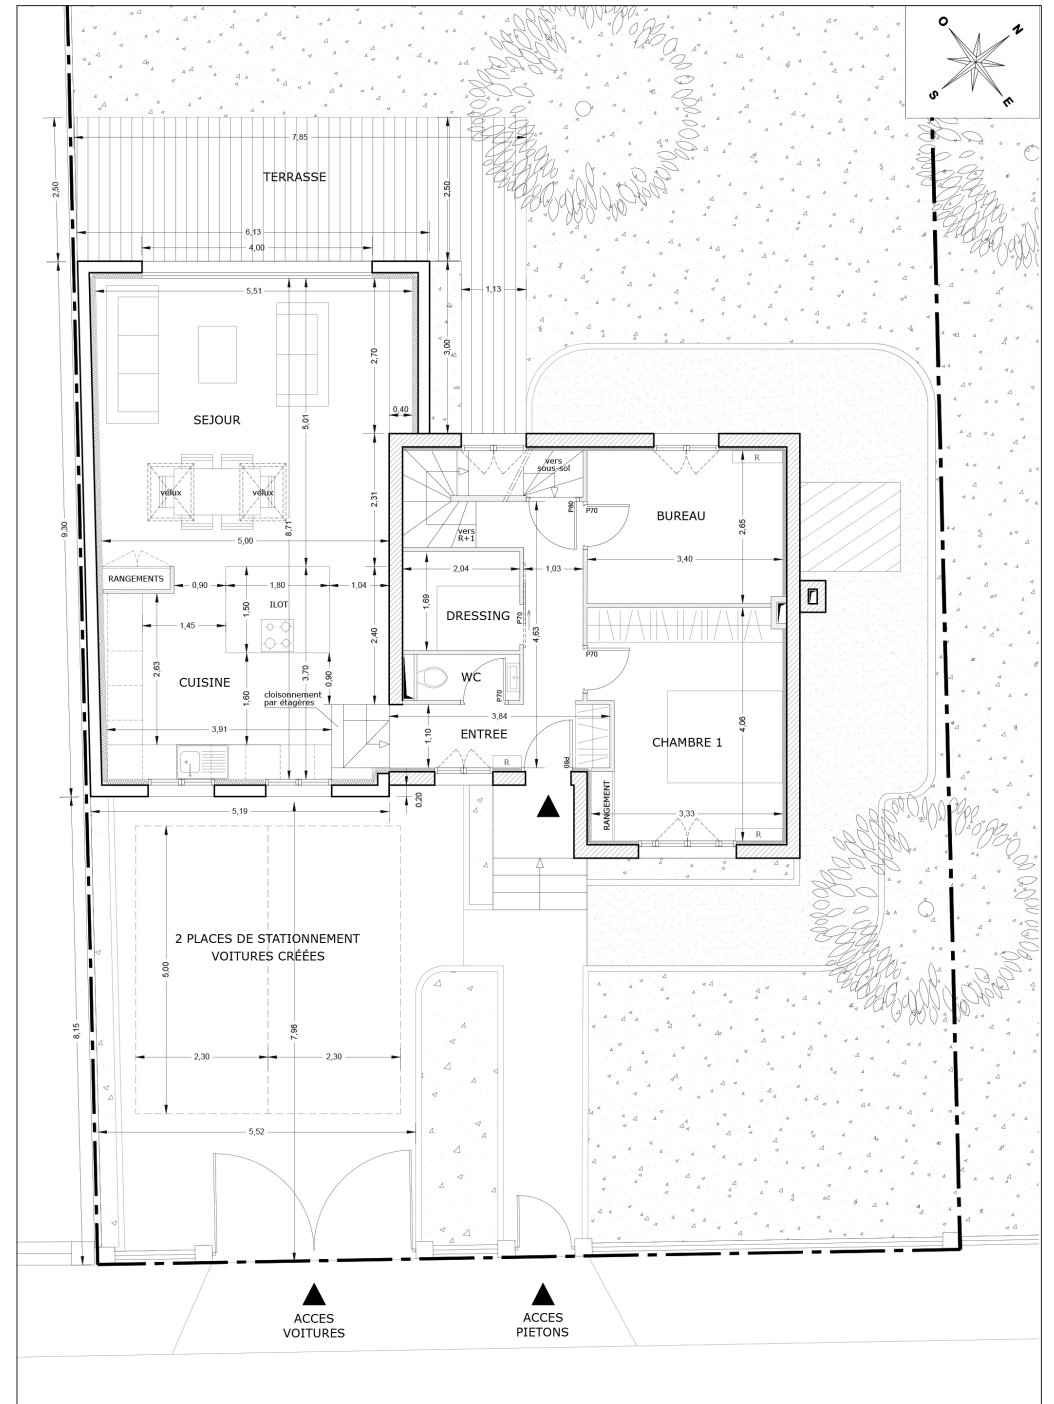 O
N
S
E
7,85
TERRASSE
2,50
2,50
6,13
4,00
5,51
1,13
2,70
3,00
0,40
SEJOUR
5,01
vers
sous-sol
R
velux
velux
P80
P70
BUREAU
2,31
8,71
9,30
vers
R+1
2,65
5,00
3,40
RANGEMENTS
0,90
1,80
1,04
2,04
1,03
ILOT
1,50
1,69
DRESSING
P70
4,63
1,45
2,40
2,63
3,70
0,90
P70
WC
P70
CUISINE
1,60
cloisonnement
par étagères
3,84
4,06
3,91
1,10
ENTREE
CHAMBRE 1
R
P80
RANGEMENT
0,20
5,19
3,33
R
2 PLACES DE STATIONNEMENT
VOITURES CRÉÉES
5,00
8,15
7,98
2,30
2,30
5,52
ACCES
VOITURES
ACCES
PIETONS